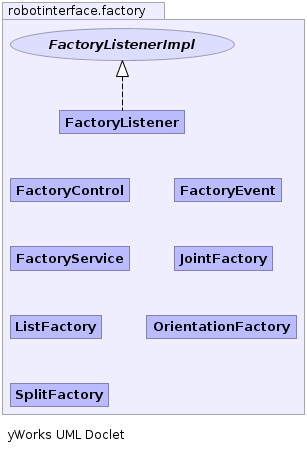 robotinterface.factory
FactoryListenerImpl
FactoryListener
FactoryControl
FactoryEvent
FactoryService
JointFactory
ListFactory
OrientationFactory
SplitFactory
yWorks UML Doclet